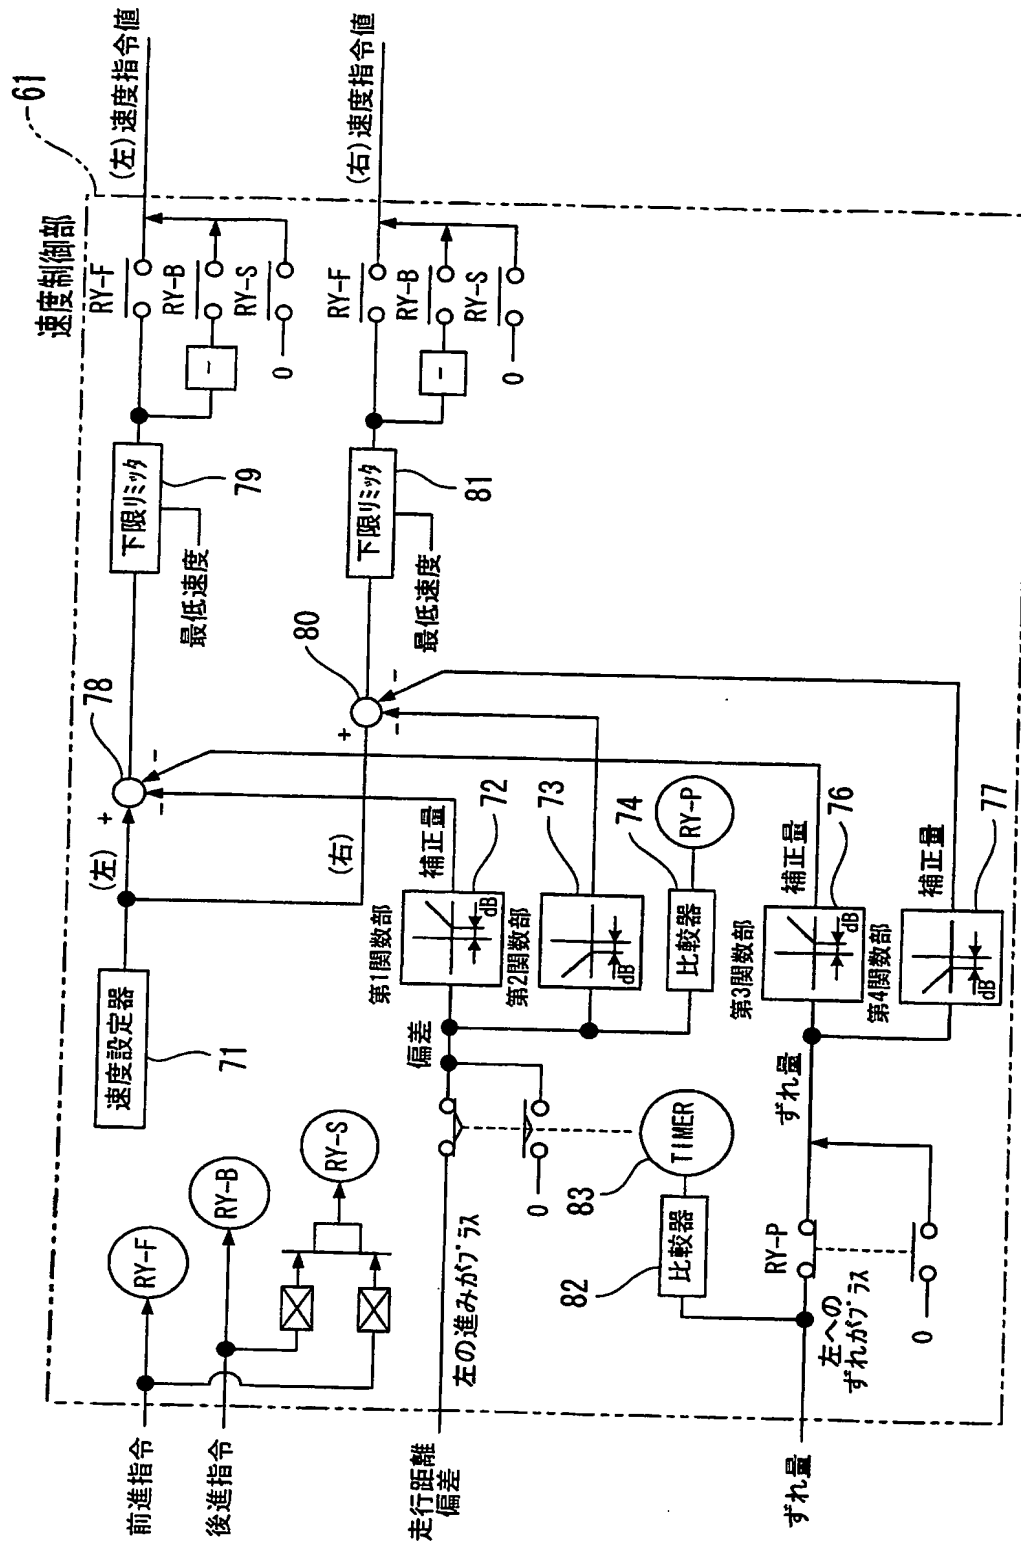 61
速度制御部
(左)速度指令値
(右)速度指令値
RY-F
RY-B
RY-S
0
−
RY-F
RY-B
RY-S
0
−
下限リミッタ
79
最低速度
下限リミッタ
81
最低速度
78
+
−
−
80
+
−
−
(左)
(右)
速度設定器
71
補正量
72
第1関数部
dB
73
第2関数部
dB
74
比較器
RY-P
補正量
76
第3関数部
dB
補正量
77
第4関数部
dB
前進指令
後進指令
RY-F
RY-B
RY-S
走行距離
偏差
左の進みがプラス
偏差
0
TIMER
83
比較器
82
ずれ量
左への
ずれがプラス
RY-P
0
ずれ量